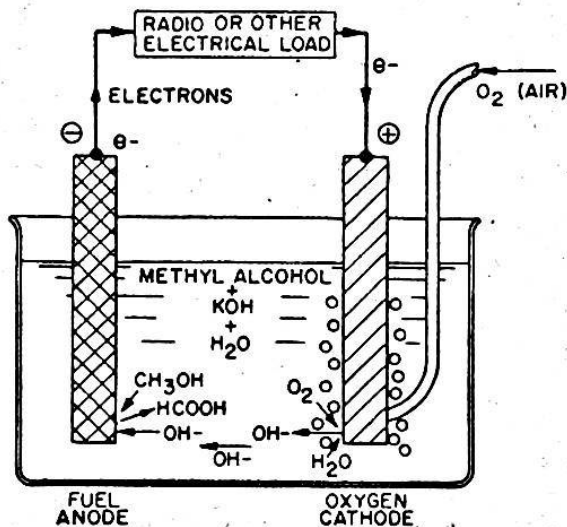 RADIO OR OTHER
ELECTRICAL LOAD
e-
ELECTRONS
O2 (AIR)
⊖
e-
⊕
METHYL ALCOHOL
+
KOH
+
H2O
CH3OH
HCOOH
OH-
O2
OH-
OH-
H2O
FUEL
ANODE
OXYGEN
CATHODE